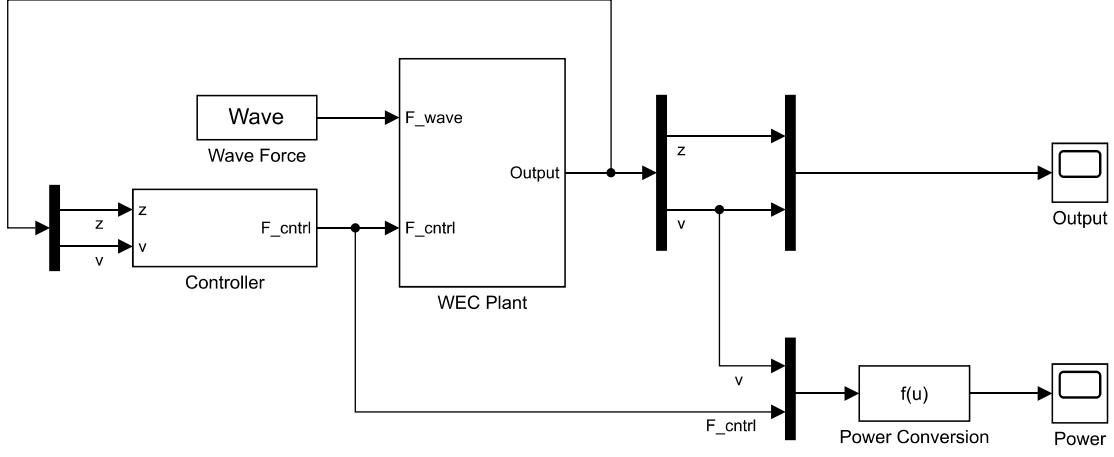 Wave
F_wave
Wave Force
z
Output
z
F_cntrl
F_cntrl
z
v
Output
v
v
Controller
WEC Plant
v
f(u)
F_cntrl
Power Conversion
Power